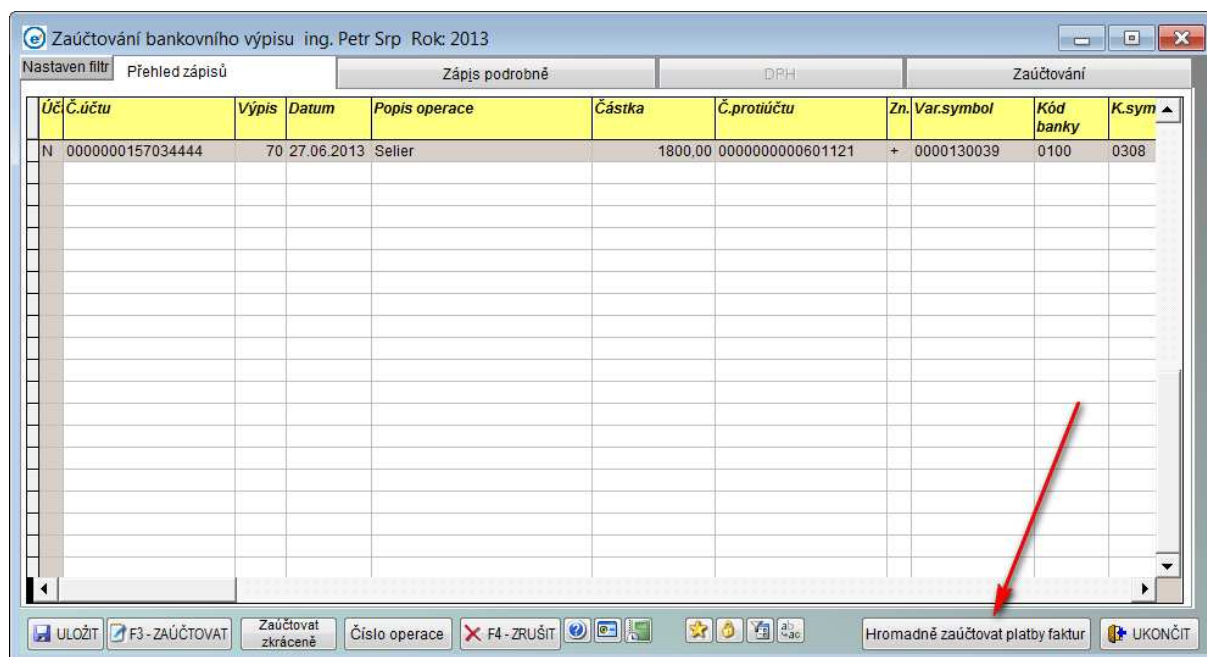 Zaúčtování bankovního výpisu ing. Petr Srp Rok: 2013
Nastaven filtr Přehled zápisů Zápis podrobně DPH Zaúčtování
Úč Č.účtu Výpis Datum Popis operace Částka Č.protiúčtu Zn. Var.symbol Kód banky K.sym
N 0000000157034444 70 27.06.2013 Selier 1800,00 0000000000601121 + 0000130039 0100 0308
ULOŽIT F3 - ZAÚČTOVAT Zaúčtovat zkráceně Číslo operace F4 - ZRUŠIT Hromadně zaúčtovat platby faktur UKONČIT